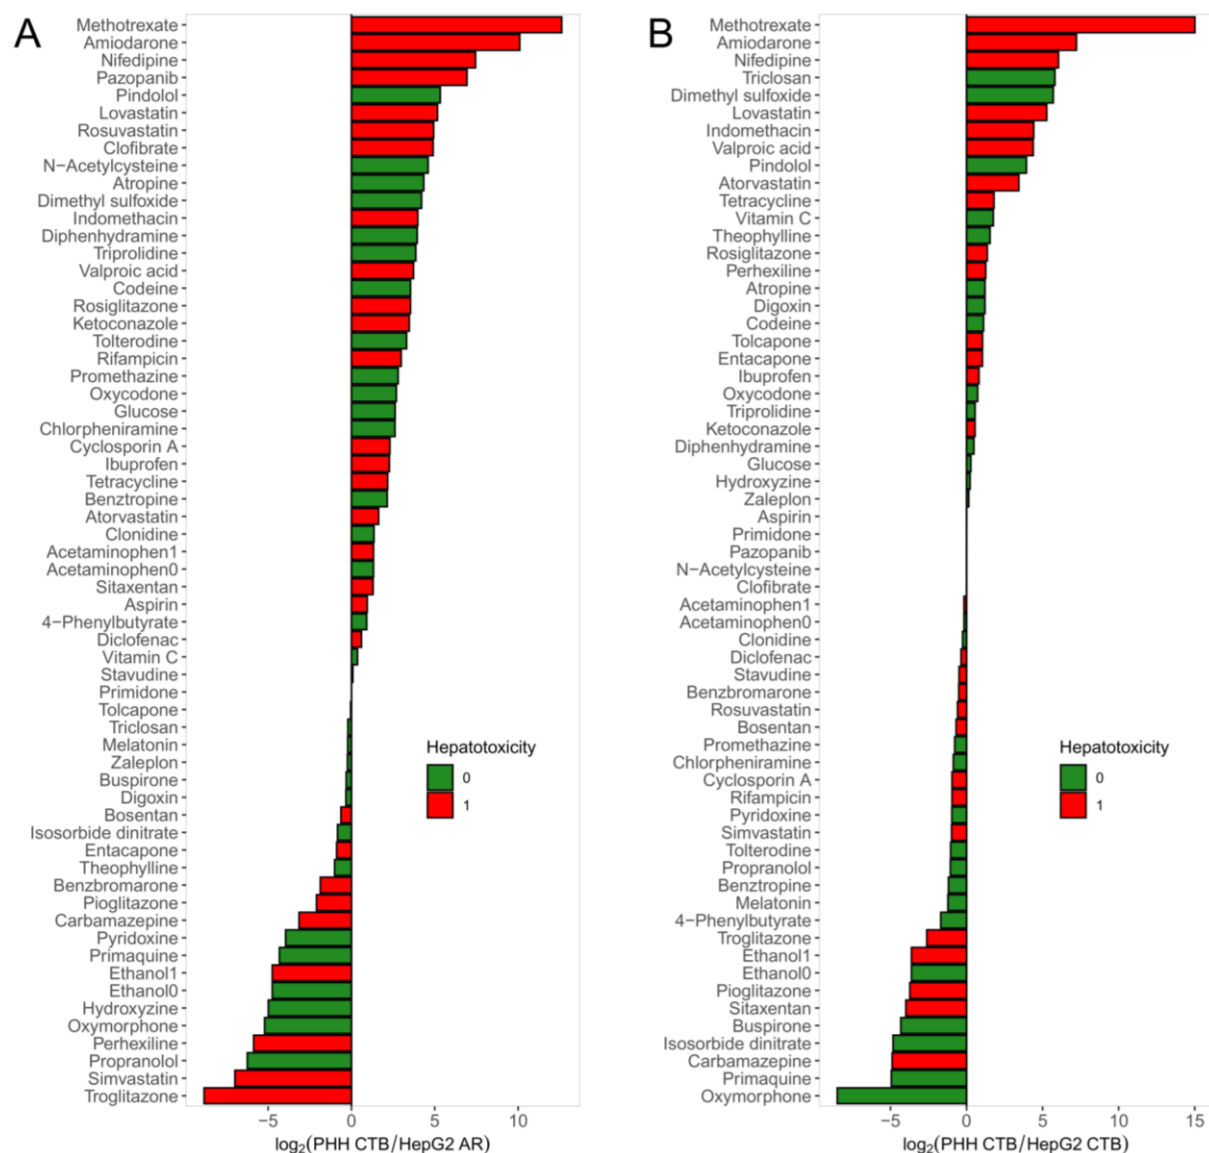 A
Methotrexate
Amiodarone
Nifedipine
Pazopanib
Pindolol
Lovastatin
Rosuvastatin
Clofibrate
N−Acetylcysteine
Atropine
Dimethyl sulfoxide
Indomethacin
Diphenhydramine
Triprolidine
Valproic acid
Codeine
Rosiglitazone
Ketoconazole
Tolterodine
Rifampicin
Promethazine
Oxycodone
Glucose
Chlorpheniramine
Cyclosporin A
Ibuprofen
Tetracycline
Benztropine
Atorvastatin
Clonidine
Acetaminophen1
Acetaminophen0
Sitaxentan
Aspirin
4−Phenylbutyrate
Diclofenac
Vitamin C
Stavudine
Primidone
Tolcapone
Triclosan
Melatonin
Zaleplon
Buspirone
Digoxin
Bosentan
Isosorbide dinitrate
Entacapone
Theophylline
Benzbromarone
Pioglitazone
Carbamazepine
Pyridoxine
Primaquine
Ethanol1
Ethanol0
Hydroxyzine
Oxymorphone
Perhexiline
Propranolol
Simvastatin
Troglitazone
Hepatotoxicity
0
1
−5 0 5 10
log₂(PHH CTB/HepG2 AR)
B
Methotrexate
Amiodarone
Nifedipine
Triclosan
Dimethyl sulfoxide
Lovastatin
Indomethacin
Valproic acid
Pindolol
Atorvastatin
Tetracycline
Vitamin C
Theophylline
Rosiglitazone
Perhexiline
Atropine
Digoxin
Codeine
Tolcapone
Entacapone
Ibuprofen
Oxycodone
Triprolidine
Ketoconazole
Diphenhydramine
Glucose
Hydroxyzine
Zaleplon
Aspirin
Primidone
Pazopanib
N−Acetylcysteine
Clofibrate
Acetaminophen1
Acetaminophen0
Clonidine
Diclofenac
Stavudine
Benzbromarone
Rosuvastatin
Bosentan
Promethazine
Chlorpheniramine
Cyclosporin A
Rifampicin
Pyridoxine
Simvastatin
Tolterodine
Propranolol
Benztropine
Melatonin
4−Phenylbutyrate
Troglitazone
Ethanol1
Ethanol0
Pioglitazone
Sitaxentan
Buspirone
Isosorbide dinitrate
Carbamazepine
Primaquine
Oxymorphone
Hepatotoxicity
0
1
−5 0 5 10 15
log₂(PHH CTB/HepG2 CTB)